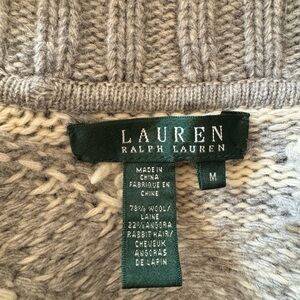 LAUREN
RALPH LAUREN
M
MADE IN
CHINA
FABRIQUE EN
CHINE
78% WOOL/
LAINE
22% ANGORA
RABBIT HAIR/
CHEVEUX
ANGORAS
DE LAPIN